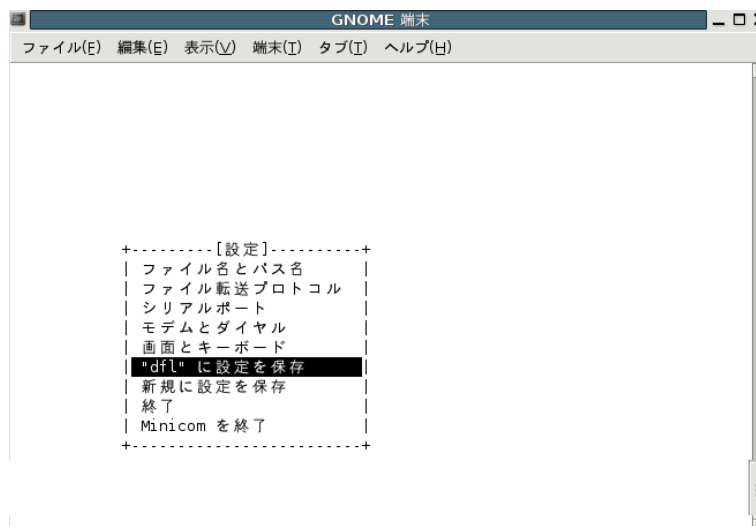 GNOME 端末
ファイル(F) 編集(E) 表示(V) 端末(T) タブ(T) ヘルプ(H)
+---------[設定]----------+
| ファイル名とパス名 |
| ファイル転送プロトコル |
| シリアルポート |
| モデムとダイヤル |
| 画面とキーボード |
| "dfl" に設定を保存 |
| 新規に設定を保存 |
| 終了 |
| Minicom を終了 |
+-------------------------+